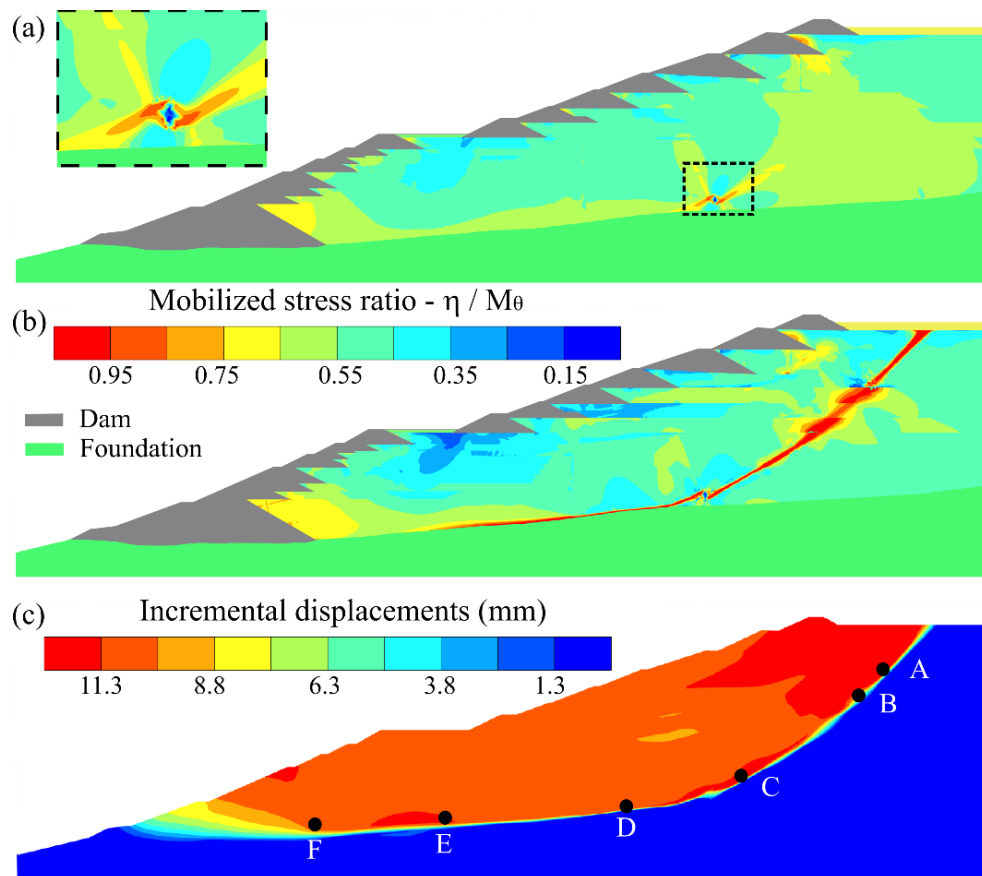 (a)
Mobilized stress ratio - η / Mθ
(b)
0.95 0.75 0.55 0.35 0.15
Dam
Foundation
(c)
Incremental displacements (mm)
11.3 8.8 6.3 3.8 1.3
A
B
C
D
E
F